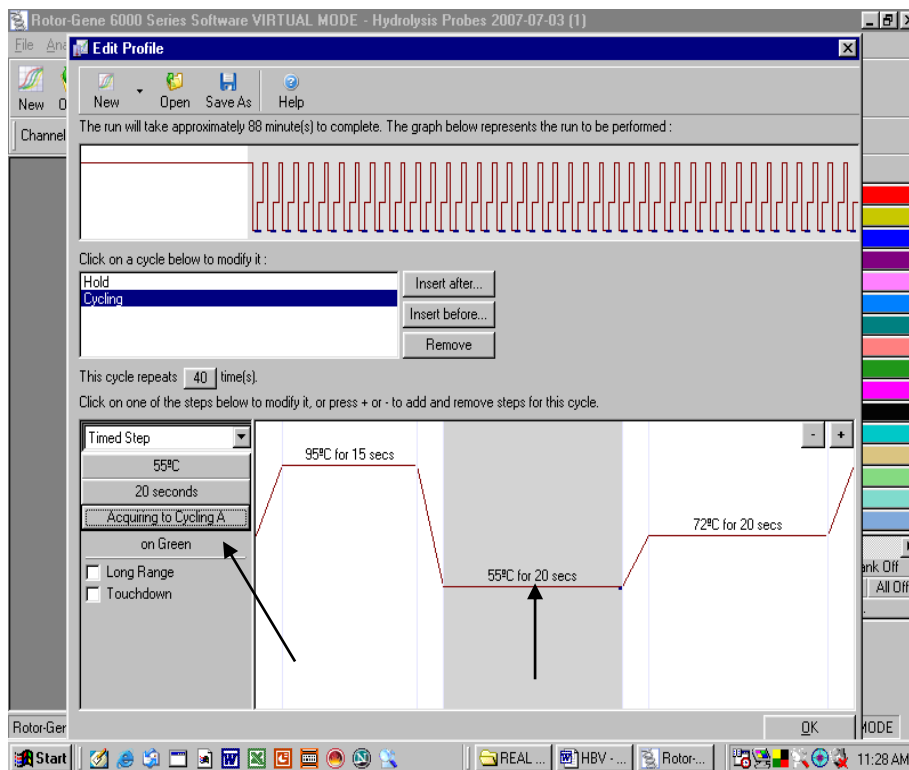 Rotor-Gene 6000 Series Software VIRTUAL MODE - Hydrolysis Probes 2007-07-03 (1)
File Ana
Edit Profile
New
New Open Save As Help
Channel
The run will take approximately 88 minute(s) to complete. The graph below represents the run to be performed :
Click on a cycle below to modify it :
Hold
Cycling
Insert after...
Insert before...
Remove
This cycle repeats 40 time(s).
Click on one of the steps below to modify it, or press + or - to add and remove steps for this cycle.
Timed Step
55ºC
20 seconds
Acquiring to Cycling A
on Green
Long Range
Touchdown
95ºC for 15 secs
55ºC for 20 secs
72ºC for 20 secs
- +
ank Off
All Off
OK
Rotor-Ger
MODE
Start
REAL ... HBV - ... Rotor-...
11:28 AM